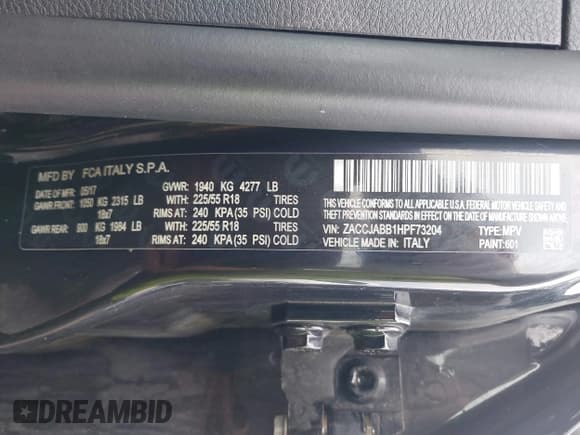 MFD BY FCA ITALY S.P.A.
DATE OF MFR: 05/17 GVWR: 1940 KG 4277 LB
GAWR FRONT: 1050 KG 2315 LB WITH: 225/55 R18 TIRES
18x7 RIMS AT: 240 KPA (35 PSI) COLD
GAWR REAR: 900 KG 1984 LB WITH: 225/55 R18 TIRES
18x7 RIMS AT: 240 KPA (35 PSI) COLD
THIS VEHICLE CONFORMS TO ALL APPLICABLE U.S.A. FEDERAL MOTOR VEHICLE
SAFETY, BUMPER, AND THEFT PREVENTION STANDARDS IN EFFECT ON THE DATE OF MANUFACTURE SHOWN ABOVE.
VIN: ZACCJABB1HPF73204 TYPE: MPV
VEHICLE MADE IN: ITALY PAINT: 601
DREAMBID